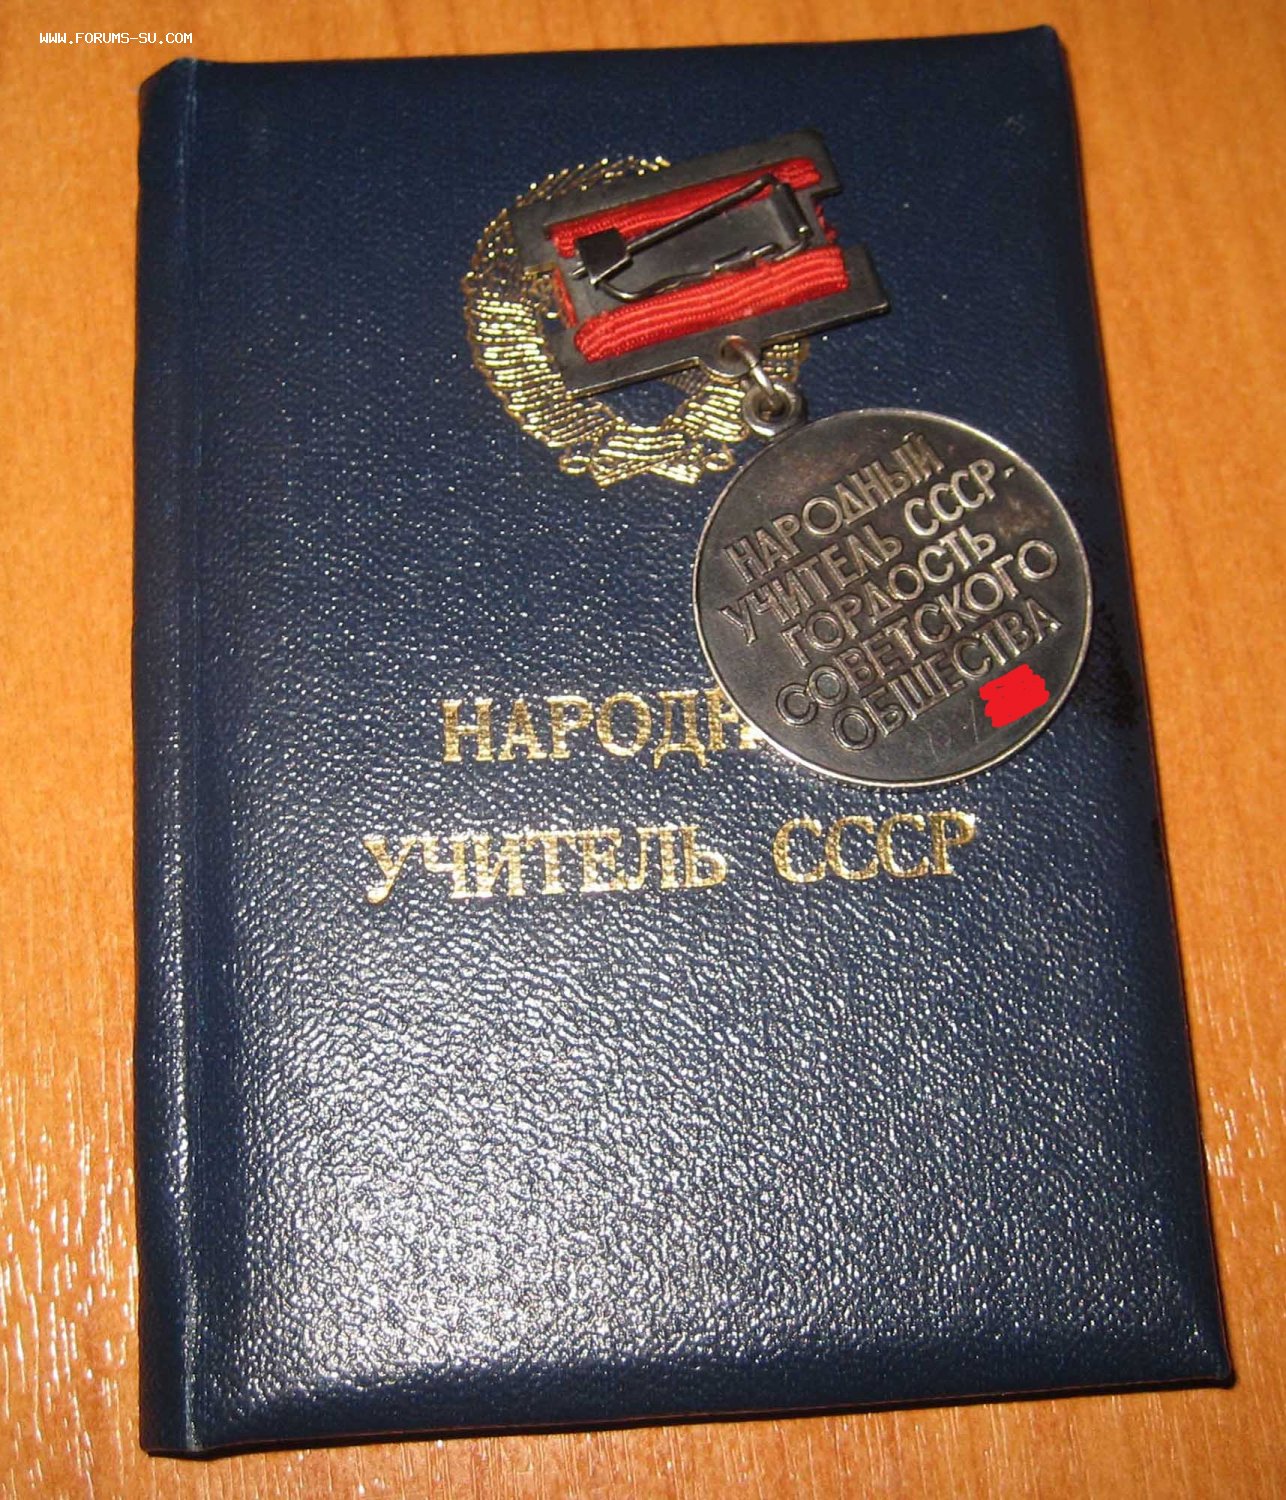 WWW.FORUMS-SU.COM
НАРОДНЫЙ
УЧИТЕЛЬ СССР-
ГОРДОСТЬ
СОВЕТСКОГО
ОБЩЕСТВА
УЧИТЕЛЬ СССР